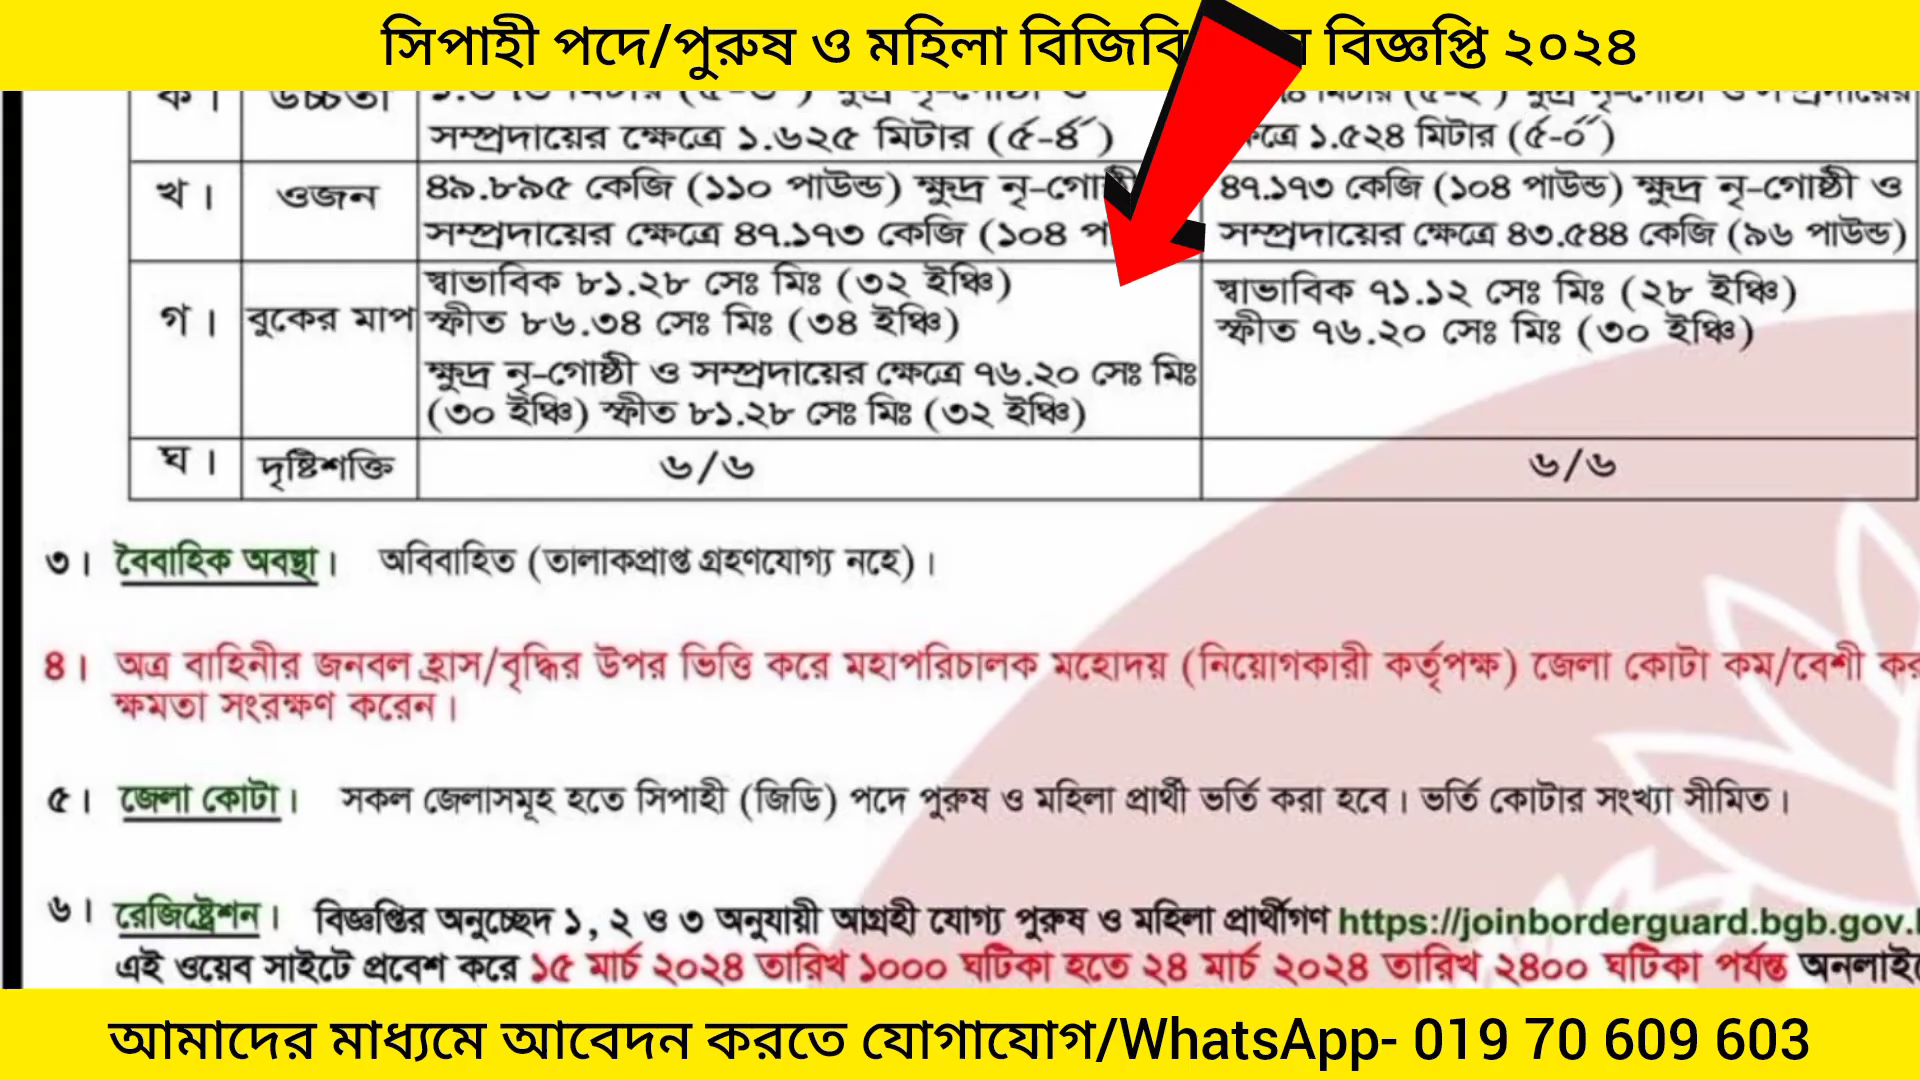 সিপাহী পদে/পুরুষ ও মহিলা বিজিবি বিজ্ঞপ্তি ২০২৪
ক। উচ্চতা
সম্প্রদায়ের ক্ষেত্রে ১.৬২৫ মিটার (৫´-৪˝) ১.৫২৪ মিটার (৫´-০˝)
খ। ওজন ৪৯.৮৯৫ কেজি (১১০ পাউন্ড) ক্ষুদ্র ৪৭.১৭৩ কেজি (১০৪ পাউন্ড) ক্ষুদ্র নৃ-গোষ্ঠী ও
সম্প্রদায়ের ক্ষেত্রে ৪৭.১৭৩ কেজি (১০৪ সম্প্রদায়ের ক্ষেত্রে ৪৩.৫৪৪ কেজি (৯৬ পাউন্ড)
গ। বুকের মাপ স্বাভাবিক ৮১.২৮ সেঃ মিঃ (৩২ ইঞ্চি) স্বাভাবিক ৭১.১২ সেঃ মিঃ (২৮ ইঞ্চি)
স্ফীত ৮৬.৩৪ সেঃ মিঃ (৩৪ ইঞ্চি) স্ফীত ৭৬.২০ সেঃ মিঃ (৩০ ইঞ্চি)
ক্ষুদ্র নৃ-গোষ্ঠী ও সম্প্রদায়ের ক্ষেত্রে ৭৬.২০ সেঃ মিঃ
(৩০ ইঞ্চি) স্ফীত ৮১.২৮ সেঃ মিঃ (৩২ ইঞ্চি)
ঘ। দৃষ্টিশক্তি ৬/৬ ৬/৬
৩। বৈবাহিক অবস্থা। অবিবাহিত (তালাকপ্রাপ্ত গ্রহণযোগ্য নহে)।
৪। অত্র বাহিনীর জনবল হ্রাস/বৃদ্ধির উপর ভিত্তি করে মহাপরিচালক মহোদয় (নিয়োগকারী কর্তৃপক্ষ) জেলা কোটা কম/বেশী
ক্ষমতা সংরক্ষণ করেন।
৫। জেলা কোটা। সকল জেলাসমূহ হতে সিপাহী (জিডি) পদে পুরুষ ও মহিলা প্রার্থী ভর্তি করা হবে। ভর্তি কোটার সংখ্যা সীমিত।
৬। রেজিষ্ট্রেশন। বিজ্ঞপ্তির অনুচ্ছেদ ১, ২ ও ৩ অনুযায়ী আগ্রহী যোগ্য পুরুষ ও মহিলা প্রার্থীগণ https://joinborderguard.bgb.gov.
এই ওয়েব সাইটে প্রবেশ করে ১৫ মার্চ ২০২৪ তারিখ ১০০০ ঘটিকা হতে ২৪ মার্চ ২০২৪ তারিখ ২৪০০ ঘটিকা পর্যন্ত
আমাদের মাধ্যমে আবেদন করতে যোগাযোগ/WhatsApp- 019 70 609 603